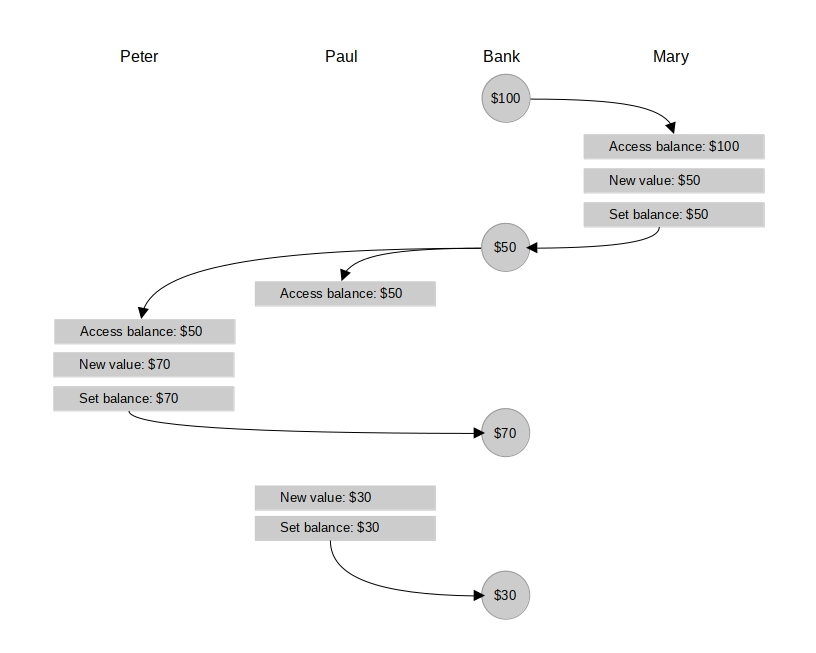 Peter
Paul
Bank
Mary
$100
Access balance: $100
New value: $50
Set balance: $50
$50
Access balance: $50
Access balance: $50
New value: $70
Set balance: $70
$70
New value: $30
Set balance: $30
$30